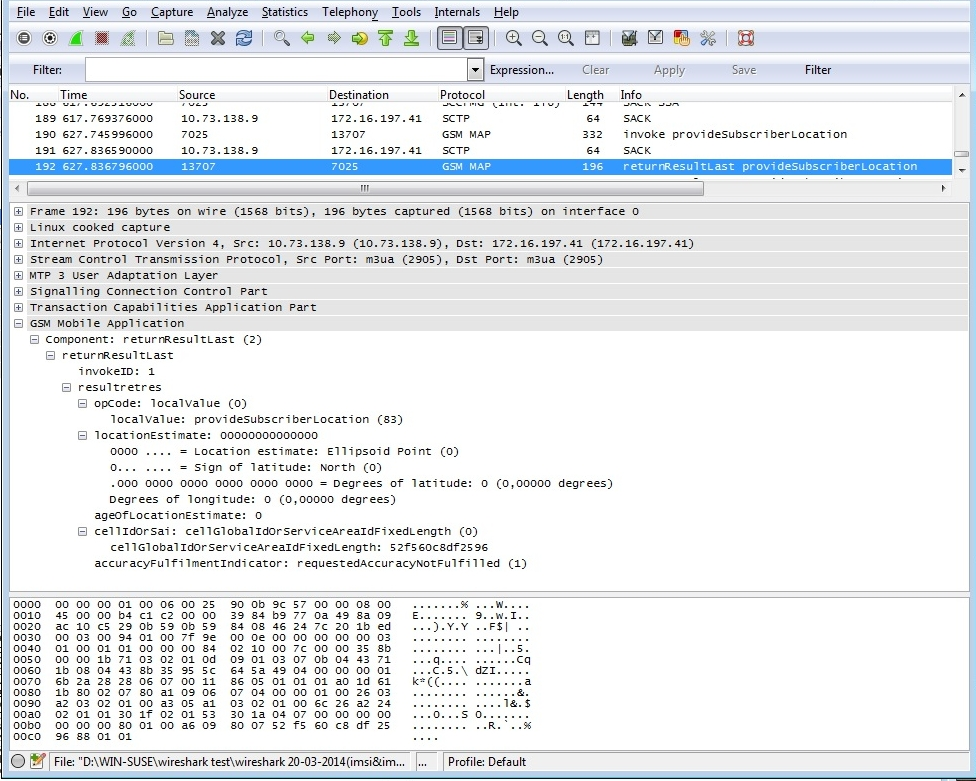 File Edit View Go Capture Analyze Statistics Telephony Tools Internals Help
Filter: Expression... Clear Apply Save Filter
No. Time Source Destination Protocol Length Info
188 617.692316000 7025 13707 SCCPMG (Int. ITU) 144 SACK SSA
189 617.769376000 10.73.138.9 172.16.197.41 SCTP 64 SACK
190 627.745996000 7025 13707 GSM MAP 332 invoke provideSubscriberLocation
191 627.836590000 10.73.138.9 172.16.197.41 SCTP 64 SACK
192 627.836796000 13707 7025 GSM MAP 196 returnResultLast provideSubscriberLocation
Frame 192: 196 bytes on wire (1568 bits), 196 bytes captured (1568 bits) on interface 0
Linux cooked capture
Internet Protocol Version 4, Src: 10.73.138.9 (10.73.138.9), Dst: 172.16.197.41 (172.16.197.41)
Stream Control Transmission Protocol, Src Port: m3ua (2905), Dst Port: m3ua (2905)
MTP 3 User Adaptation Layer
Signalling Connection Control Part
Transaction Capabilities Application Part
GSM Mobile Application
Component: returnResultLast (2)
returnResultLast
invokeID: 1
resultretres
opCode: localValue (0)
localValue: provideSubscriberLocation (83)
locationEstimate: 00000000000000
0000 .... = Location estimate: Ellipsoid Point (0)
0... .... = Sign of latitude: North (0)
.000 0000 0000 0000 0000 0000 = Degrees of latitude: 0 (0,00000 degrees)
Degrees of longitude: 0 (0,00000 degrees)
ageOfLocationEstimate: 0
cellIdOrSai: cellGlobalIdOrServiceAreaIdFixedLength (0)
cellGlobalIdOrServiceAreaIdFixedLength: 52f560c8df2596
accuracyFulfilmentIndicator: requestedAccuracyNotFulfilled (1)
0000 00 00 00 01 00 06 00 25 90 0b 9c 57 00 00 08 00 .......% ...W....
0010 45 00 00 b4 c1 c2 00 00 39 84 b9 77 0a 49 8a 09 E....... 9..w.I..
0020 ac 10 c5 29 0b 59 0b 59 84 08 46 24 7c 20 1b ed ...).Y.Y ..F$| ..
0030 00 03 00 94 01 00 7f 9e 00 0e 00 00 00 00 00 03 ........ ........
0040 01 00 01 01 00 00 00 84 02 10 00 7c 00 00 35 8b ........ ...|..5.
0050 00 00 1b 71 03 02 01 0d 09 01 03 07 0b 04 43 71 ...q.... ......Cq
0060 1b 08 04 43 8b 35 95 5c 64 5a 49 04 00 00 00 01 ...C.5.\ dZI.....
0070 6b 2a 28 28 06 07 00 11 86 05 01 01 01 a0 1d 61 k*((.... .......a
0080 1b 80 02 07 80 a1 09 06 07 04 00 00 01 00 26 03 ........ ......&.
0090 a2 03 02 01 00 a3 05 a1 03 02 01 00 6c 26 a2 24 ........ ....l&.$
00a0 02 01 01 30 1f 02 01 53 30 1a 04 07 00 00 00 00 ...0...S 0.......
00b0 00 00 00 80 01 00 a6 09 80 07 52 f5 60 c8 df 25 ........ ..R.`..%
00c0 96 88 01 01 ....
File: "D:\WIN-SUSE\wireshark test\wireshark 20-03-2014(imsi&im... ... Profile: Default